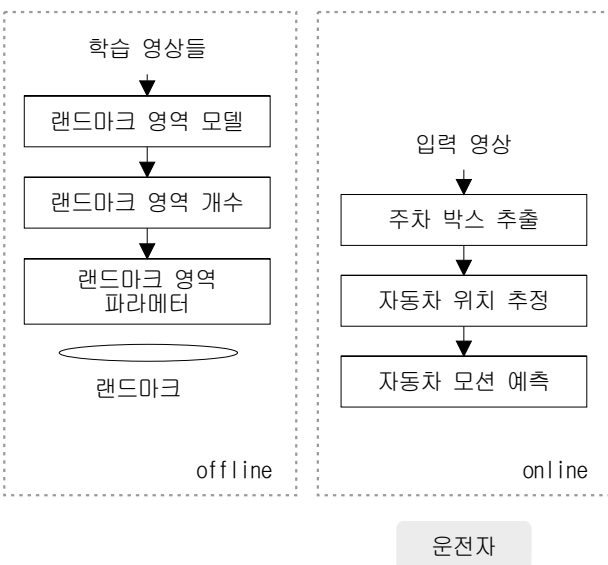 학습 영상들
랜드마크 영역 모델
랜드마크 영역 개수
랜드마크 영역
파라메터
랜드마크
offline
입력 영상
주차 박스 추출
자동차 위치 추정
자동차 모션 예측
online
운전자